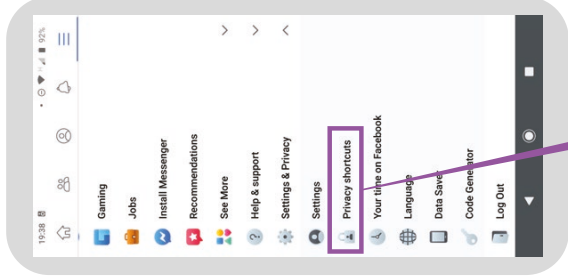 19:38
92%
Gaming
Jobs
Install Messenger
Recommendations
See More
Help & support
Settings & Privacy
Settings
Privacy shortcuts
Your time on Facebook
Language
Data Saver
Code Generator
Log Out